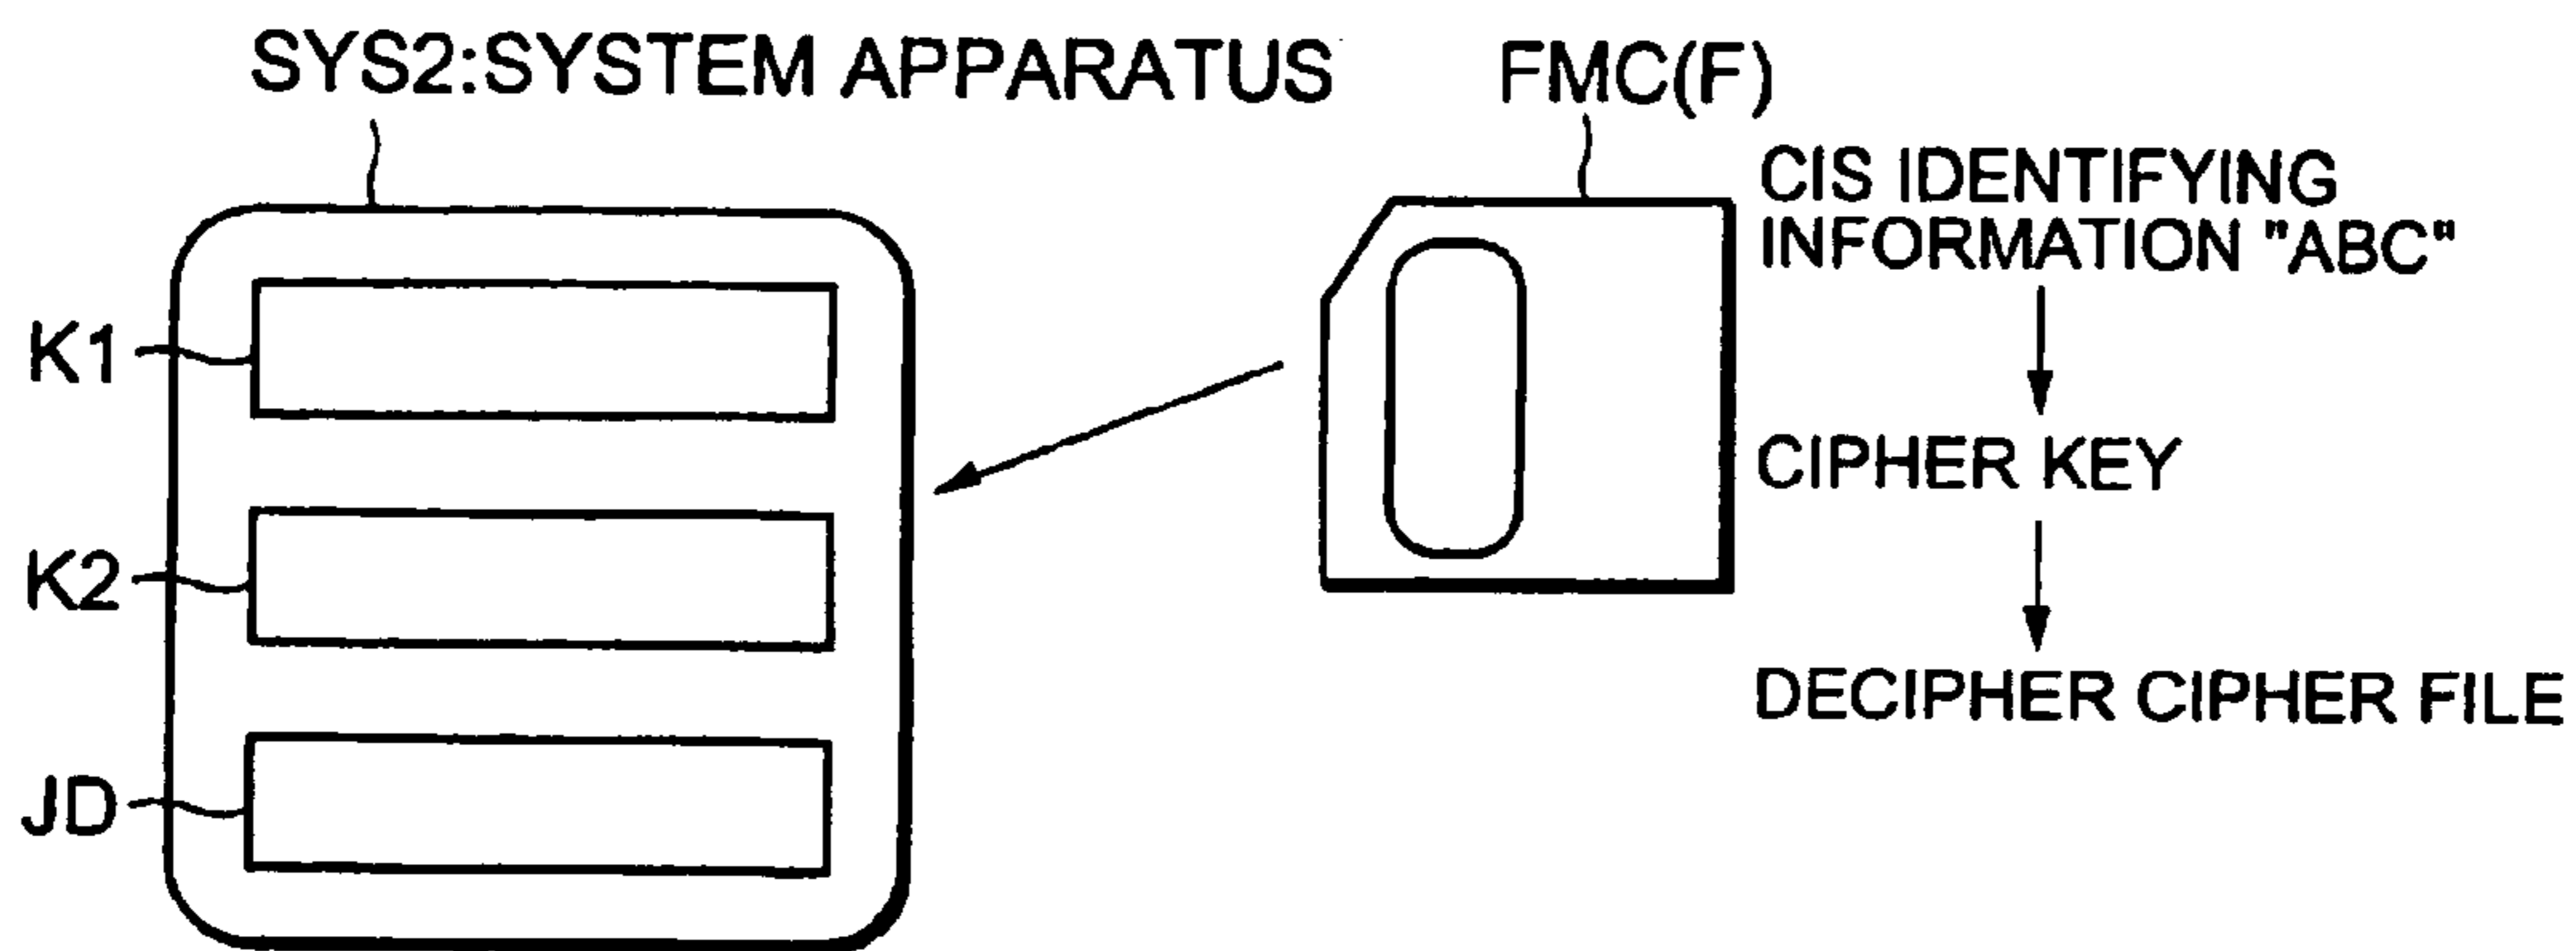 SYS2:SYSTEM APPARATUS
FMC(F)
CIS IDENTIFYING
INFORMATION "ABC"
K1
CIPHER KEY
K2
DECIPHER CIPHER FILE
JD